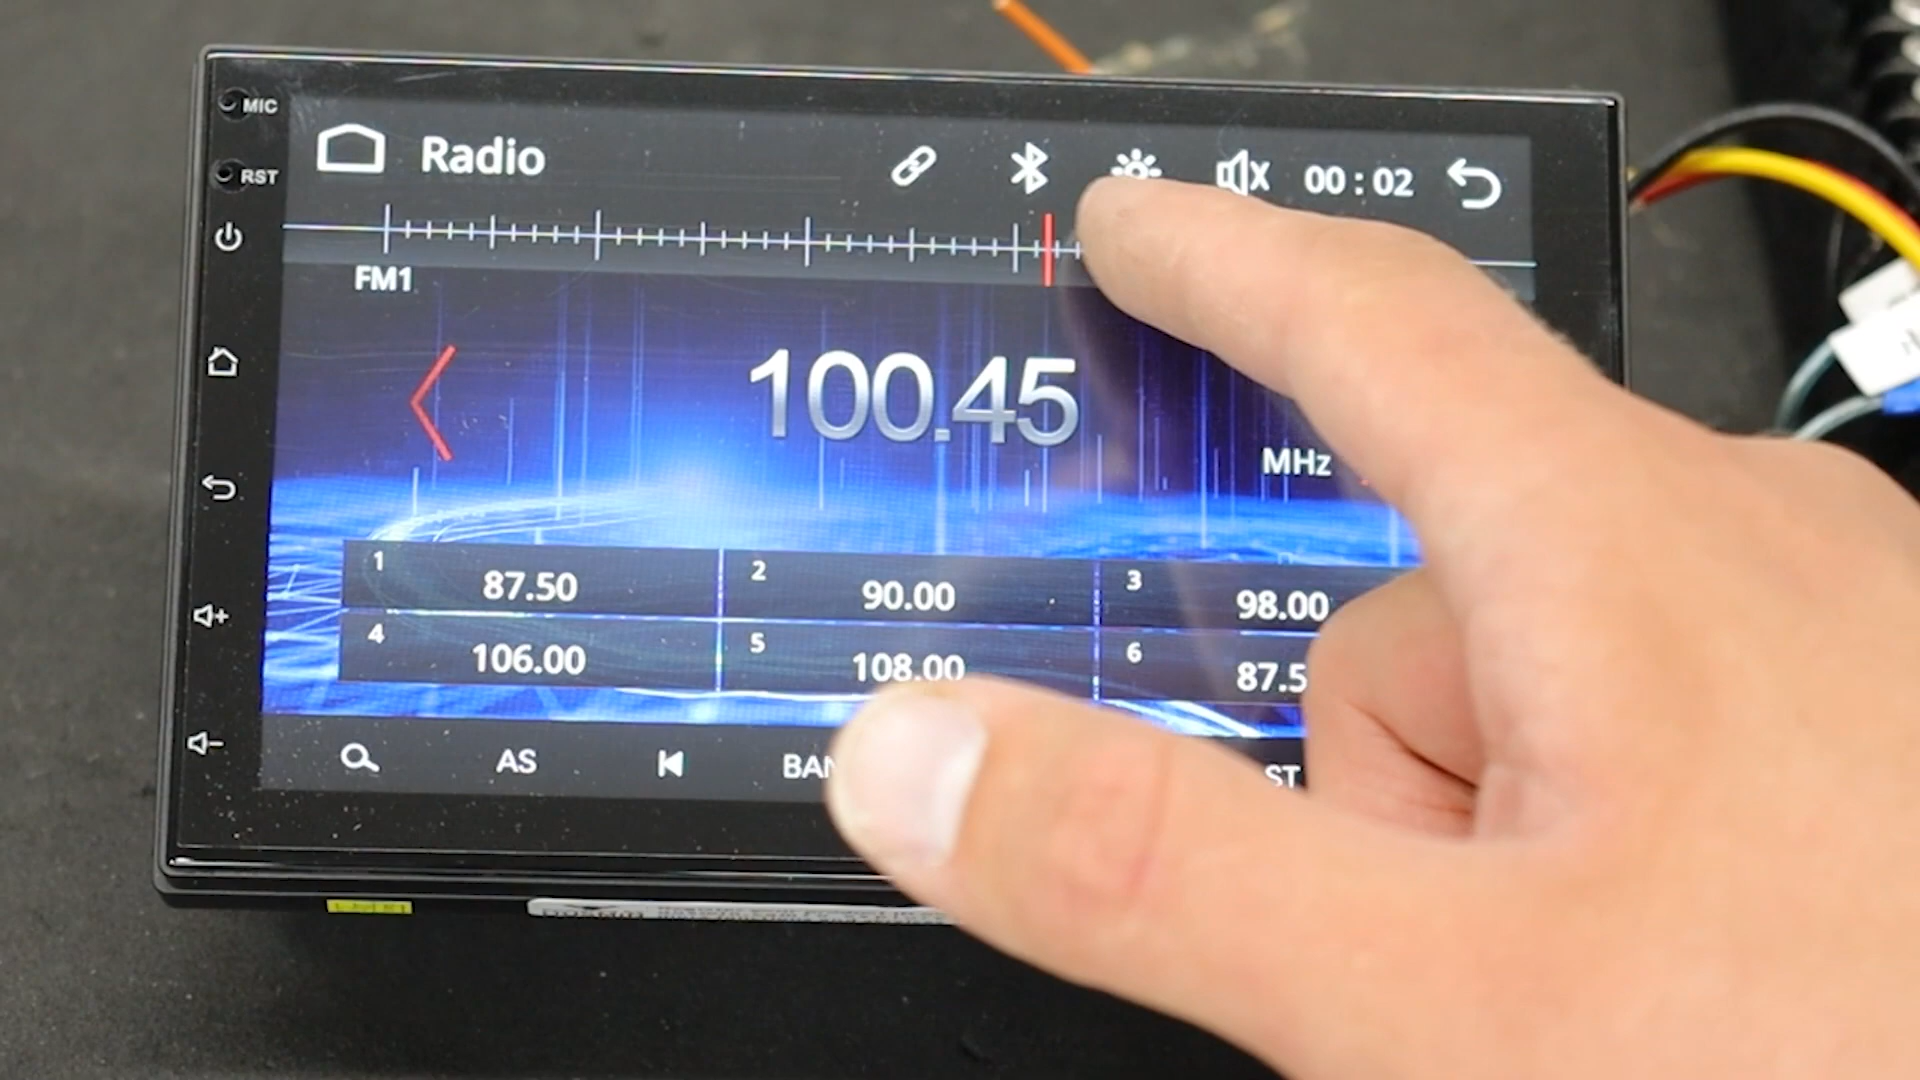 MIC
Radio
00 : 02
RST
FM1
100.45
MHz
1 87.50
2 90.00
3 98.00
4 106.00
5 108.00
6 87.5
AS
BAN
ST